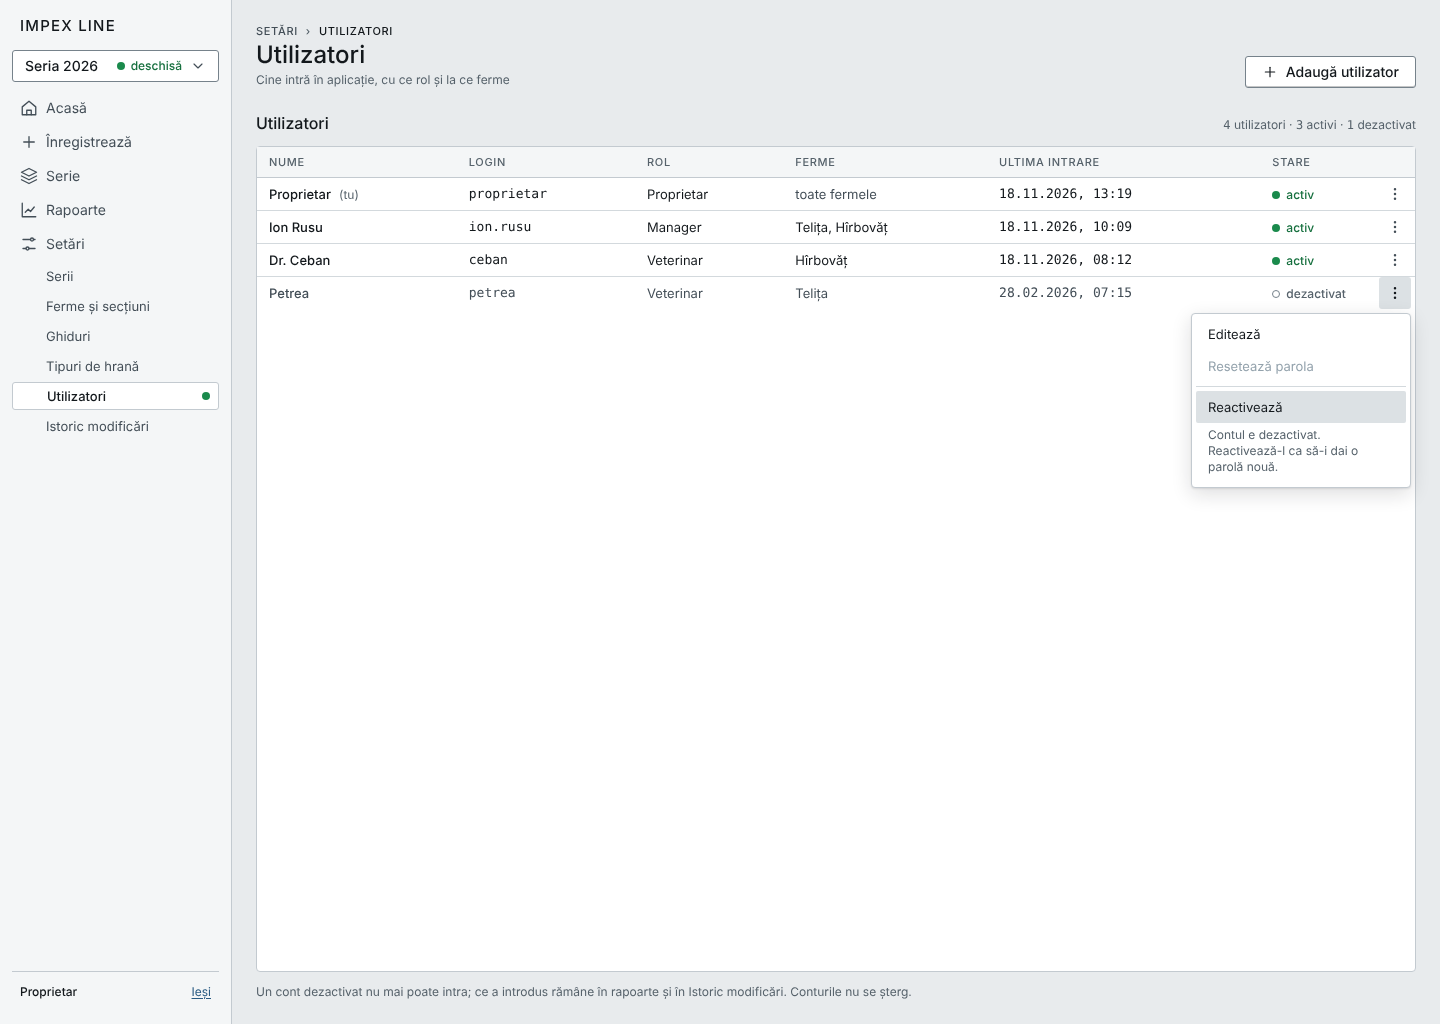 IMPEX LINE
Seria 2026 deschisă
Acasă
Înregistrează
Serie
Rapoarte
Setări
Serii
Ferme și secțiuni
Ghiduri
Tipuri de hrană
Utilizatori
Istoric modificări
Proprietar Ieși
SETĂRI › UTILIZATORI
Utilizatori
Cine intră în aplicație, cu ce rol și la ce ferme
Adaugă utilizator
Utilizatori
4 utilizatori · 3 activi · 1 dezactivat
NUME LOGIN ROL FERME ULTIMA INTRARE STARE
Proprietar (tu) proprietar Proprietar toate fermele 18.11.2026, 13:19 activ
Ion Rusu ion.rusu Manager Telița, Hîrbovăț 18.11.2026, 10:09 activ
Dr. Ceban ceban Veterinar Hîrbovăț 18.11.2026, 08:12 activ
Petrea petrea Veterinar Telița 28.02.2026, 07:15 dezactivat
Editează
Resetează parola
Reactivează
Contul e dezactivat.
Reactivează-l ca să-i dai o
parolă nouă.
Un cont dezactivat nu mai poate intra; ce a introdus rămâne în rapoarte și în Istoric modificări. Conturile nu se șterg.